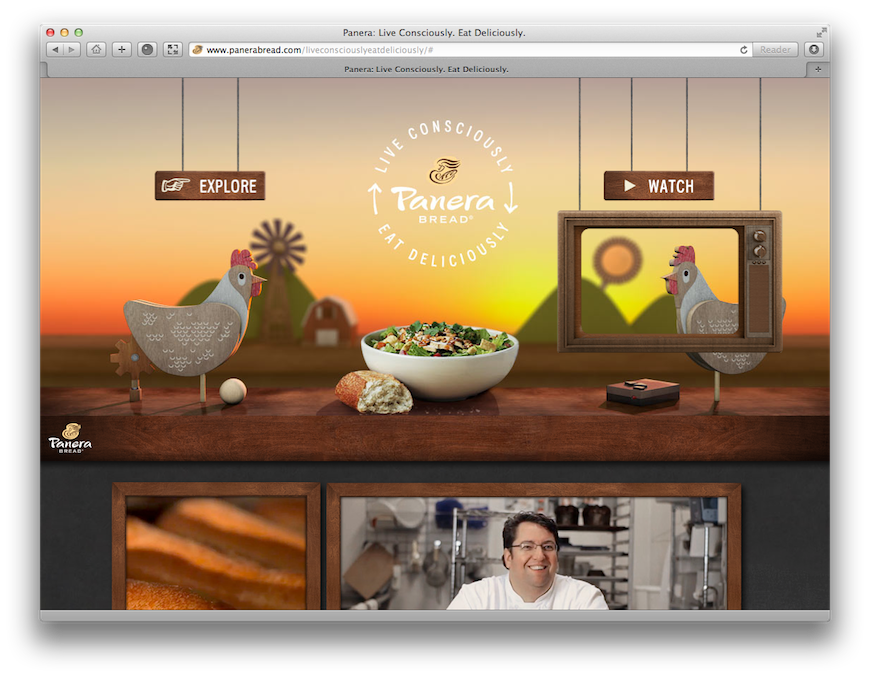 Panera: Live Consciously. Eat Deliciously.
www.panerabread.com/liveconsciouslyeatdeliciously/#
Reader
Panera: Live Consciously. Eat Deliciously.
LIVE CONSCIOUSLY
EXPLORE
Panera
BREAD®
WATCH
EAT DELICIOUSLY
Panera
BREAD®